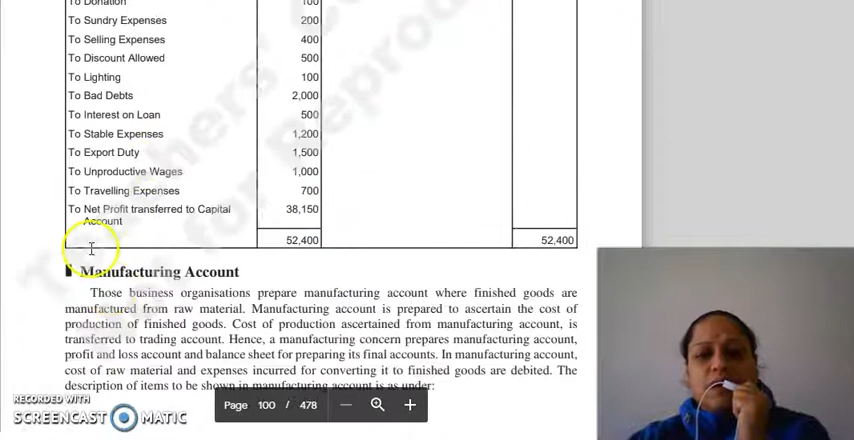 To Donation 100
To Sundry Expenses 200
To Selling Expenses 400
To Discount Allowed 500
To Lighting 100
To Bad Debts 2,000
To Interest on Loan 500
To Stable Expenses 1,200
To Export Duty 1,500
To Unproductive Wages 1,000
To Travelling Expenses 700
To Net Profit transferred to Capital 38,150
Account
52,400 52,400
Manufacturing Account
Those business organisations prepare manufacturing account where finished goods are
manufactured from raw material. Manufacturing account is prepared to ascertain the cost of
production of finished goods. Cost of production ascertained from manufacturing account, is
transferred to trading account. Hence, a manufacturing concern prepares manufacturing account,
profit and loss account and balance sheet for preparing its final accounts. In manufacturing account,
cost of raw material and expenses incurred for converting it to finished goods are debited. The
description of items to be shown in manufacturing account is as under:
Page 100 / 478
RECORDED WITH
SCREENCAST MATIC